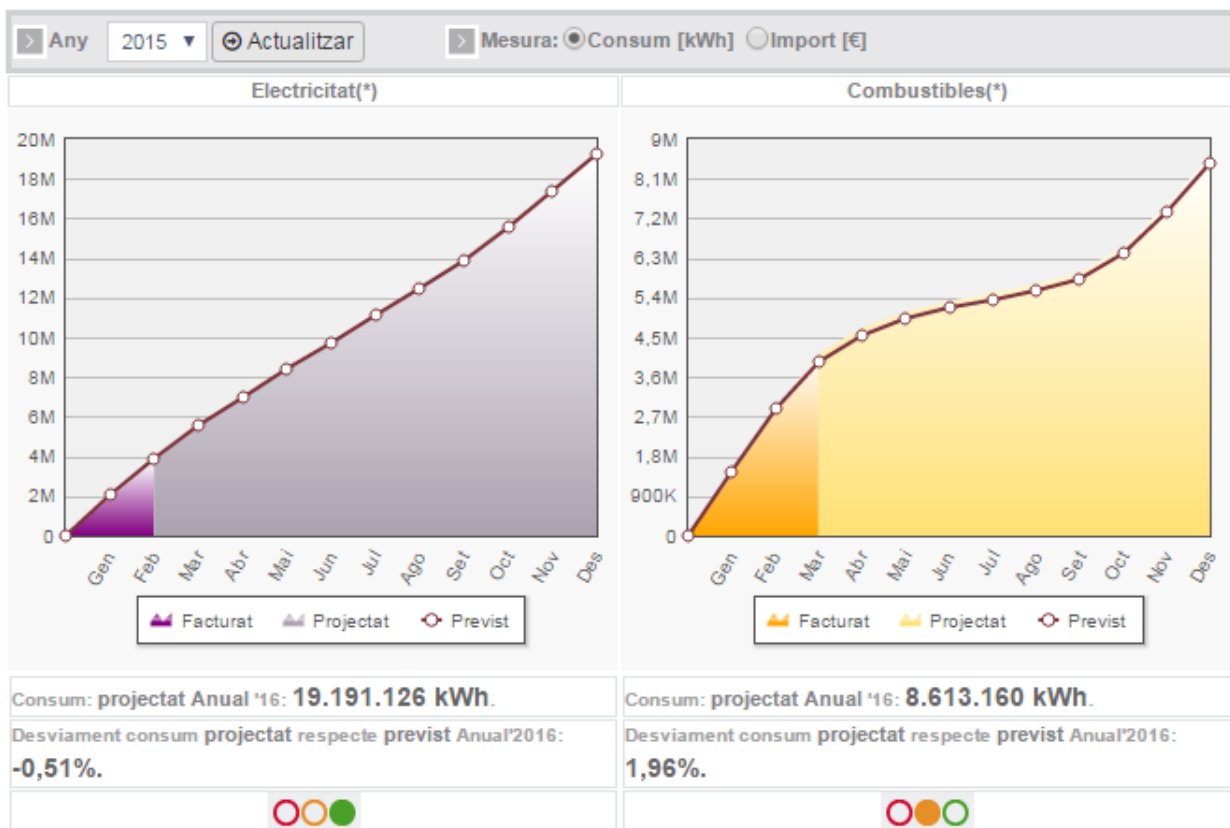 Any 2015 Actualitzar Mesura: Consum [kWh] Import [€]
Electricitat(*)
20M
18M
16M
14M
12M
10M
8M
6M
4M
2M
0
Gen Feb Mar Abr Mai Jun Jul Ago Set Oct Nov Des
Facturat Projectat Previst
Consum: projectat Anual '16: 19.191.126 kWh.
Desviament consum projectat respecte previst Anual'2016:
-0,51%.
Combustibles(*)
9M
8,1M
7,2M
6,3M
5,4M
4,5M
3,6M
2,7M
1,8M
900K
0
Gen Feb Mar Abr Mai Jun Jul Ago Set Oct Nov Des
Facturat Projectat Previst
Consum: projectat Anual '16: 8.613.160 kWh.
Desviament consum projectat respecte previst Anual'2016:
1,96%.